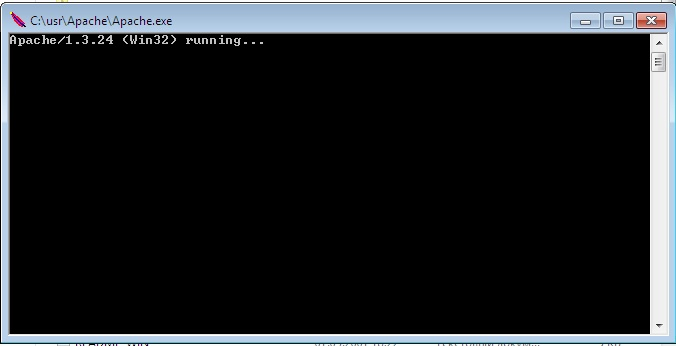 C:\usr\Apache\Apache.exe
Apache/1.3.24 (Win32) running...